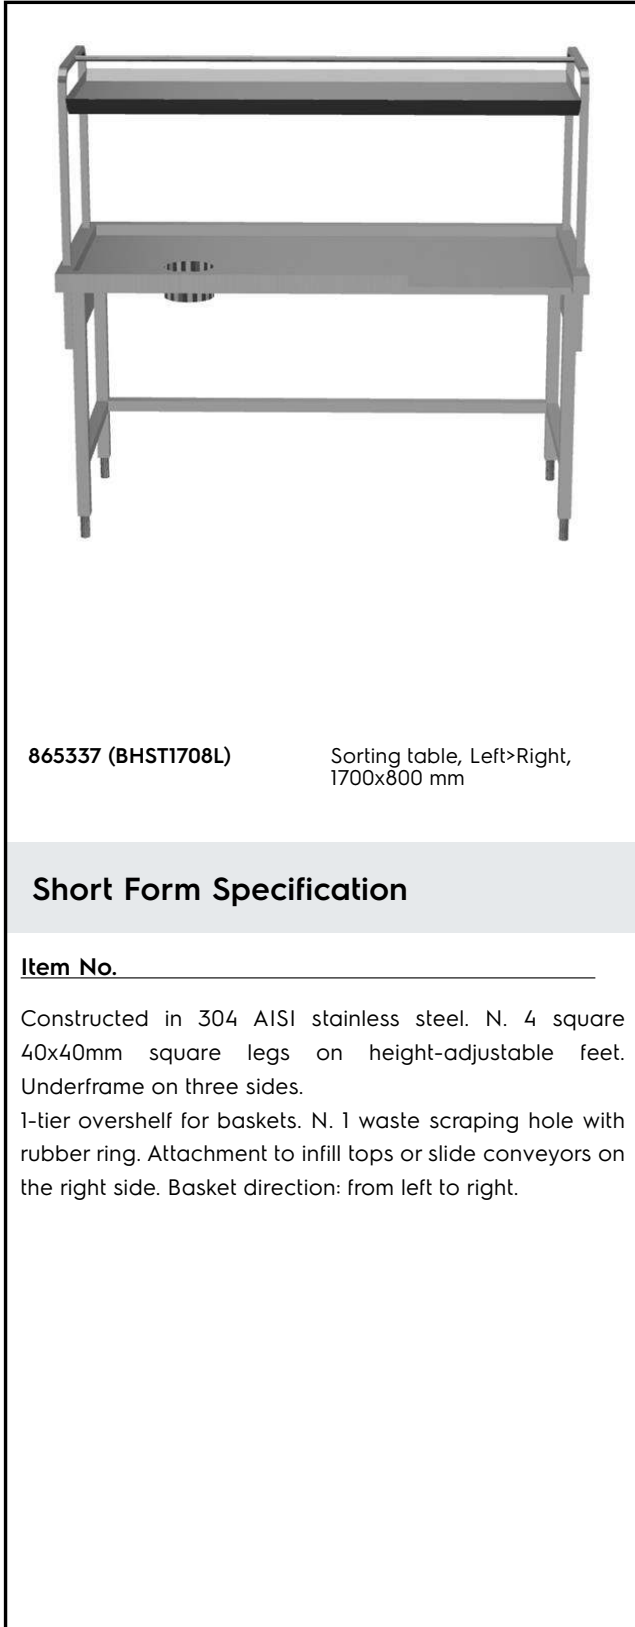 865337 (BHST1708L)
Sorting table, Left>Right,
1700x800 mm
Short Form Specification
Item No.
Constructed in 304 AISI stainless steel. N. 4 square
40x40mm square legs on height-adjustable feet.
Underframe on three sides.
1-tier overshelf for baskets. N. 1 waste scraping hole with
rubber ring. Attachment to infill tops or slide conveyors on
the right side. Basket direction: from left to right.